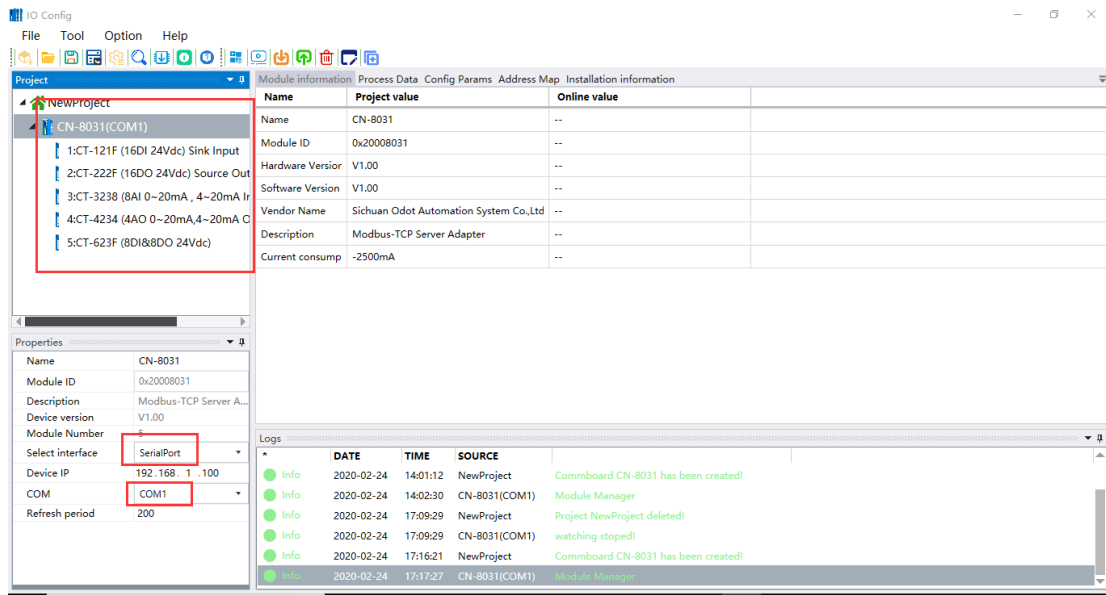 IO Config
File Tool Option Help
Project
NewProject
CN-8031(COM1)
1:CT-121F (16DI 24Vdc) Sink Input
2:CT-222F (16DO 24Vdc) Source Out
3:CT-3238 (8AI 0~20mA , 4~20mA Ir
4:CT-4234 (4AO 0~20mA,4~20mA O
5:CT-623F (8DI&8DO 24Vdc)
Module information Process Data Config Params Address Map Installation information
Name Project value Online value
Name CN-8031 --
Module ID 0x20008031 --
Hardware Versior V1.00 --
Software Version V1.00 --
Vendor Name Sichuan Odot Automation System Co.,Ltd --
Description Modbus-TCP Server Adapter --
Current consump -2500mA --
Properties
Name CN-8031
Module ID 0x20008031
Description Modbus-TCP Server A...
Device version V1.00
Module Number 5
Select interface SerialPort
Device IP 192.168. 1 .100
COM COM1
Refresh period 200
Logs
* DATE TIME SOURCE
Info 2020-02-24 14:01:12 NewProject Commboard CN-8031 has been created!
Info 2020-02-24 14:02:30 CN-8031(COM1) Module Manager
Info 2020-02-24 17:09:29 NewProject Project NewProject deleted!
Info 2020-02-24 17:09:29 CN-8031(COM1) watching stoped!
Info 2020-02-24 17:16:21 NewProject Commboard CN-8031 has been created!
Info 2020-02-24 17:17:27 CN-8031(COM1) Module Manager